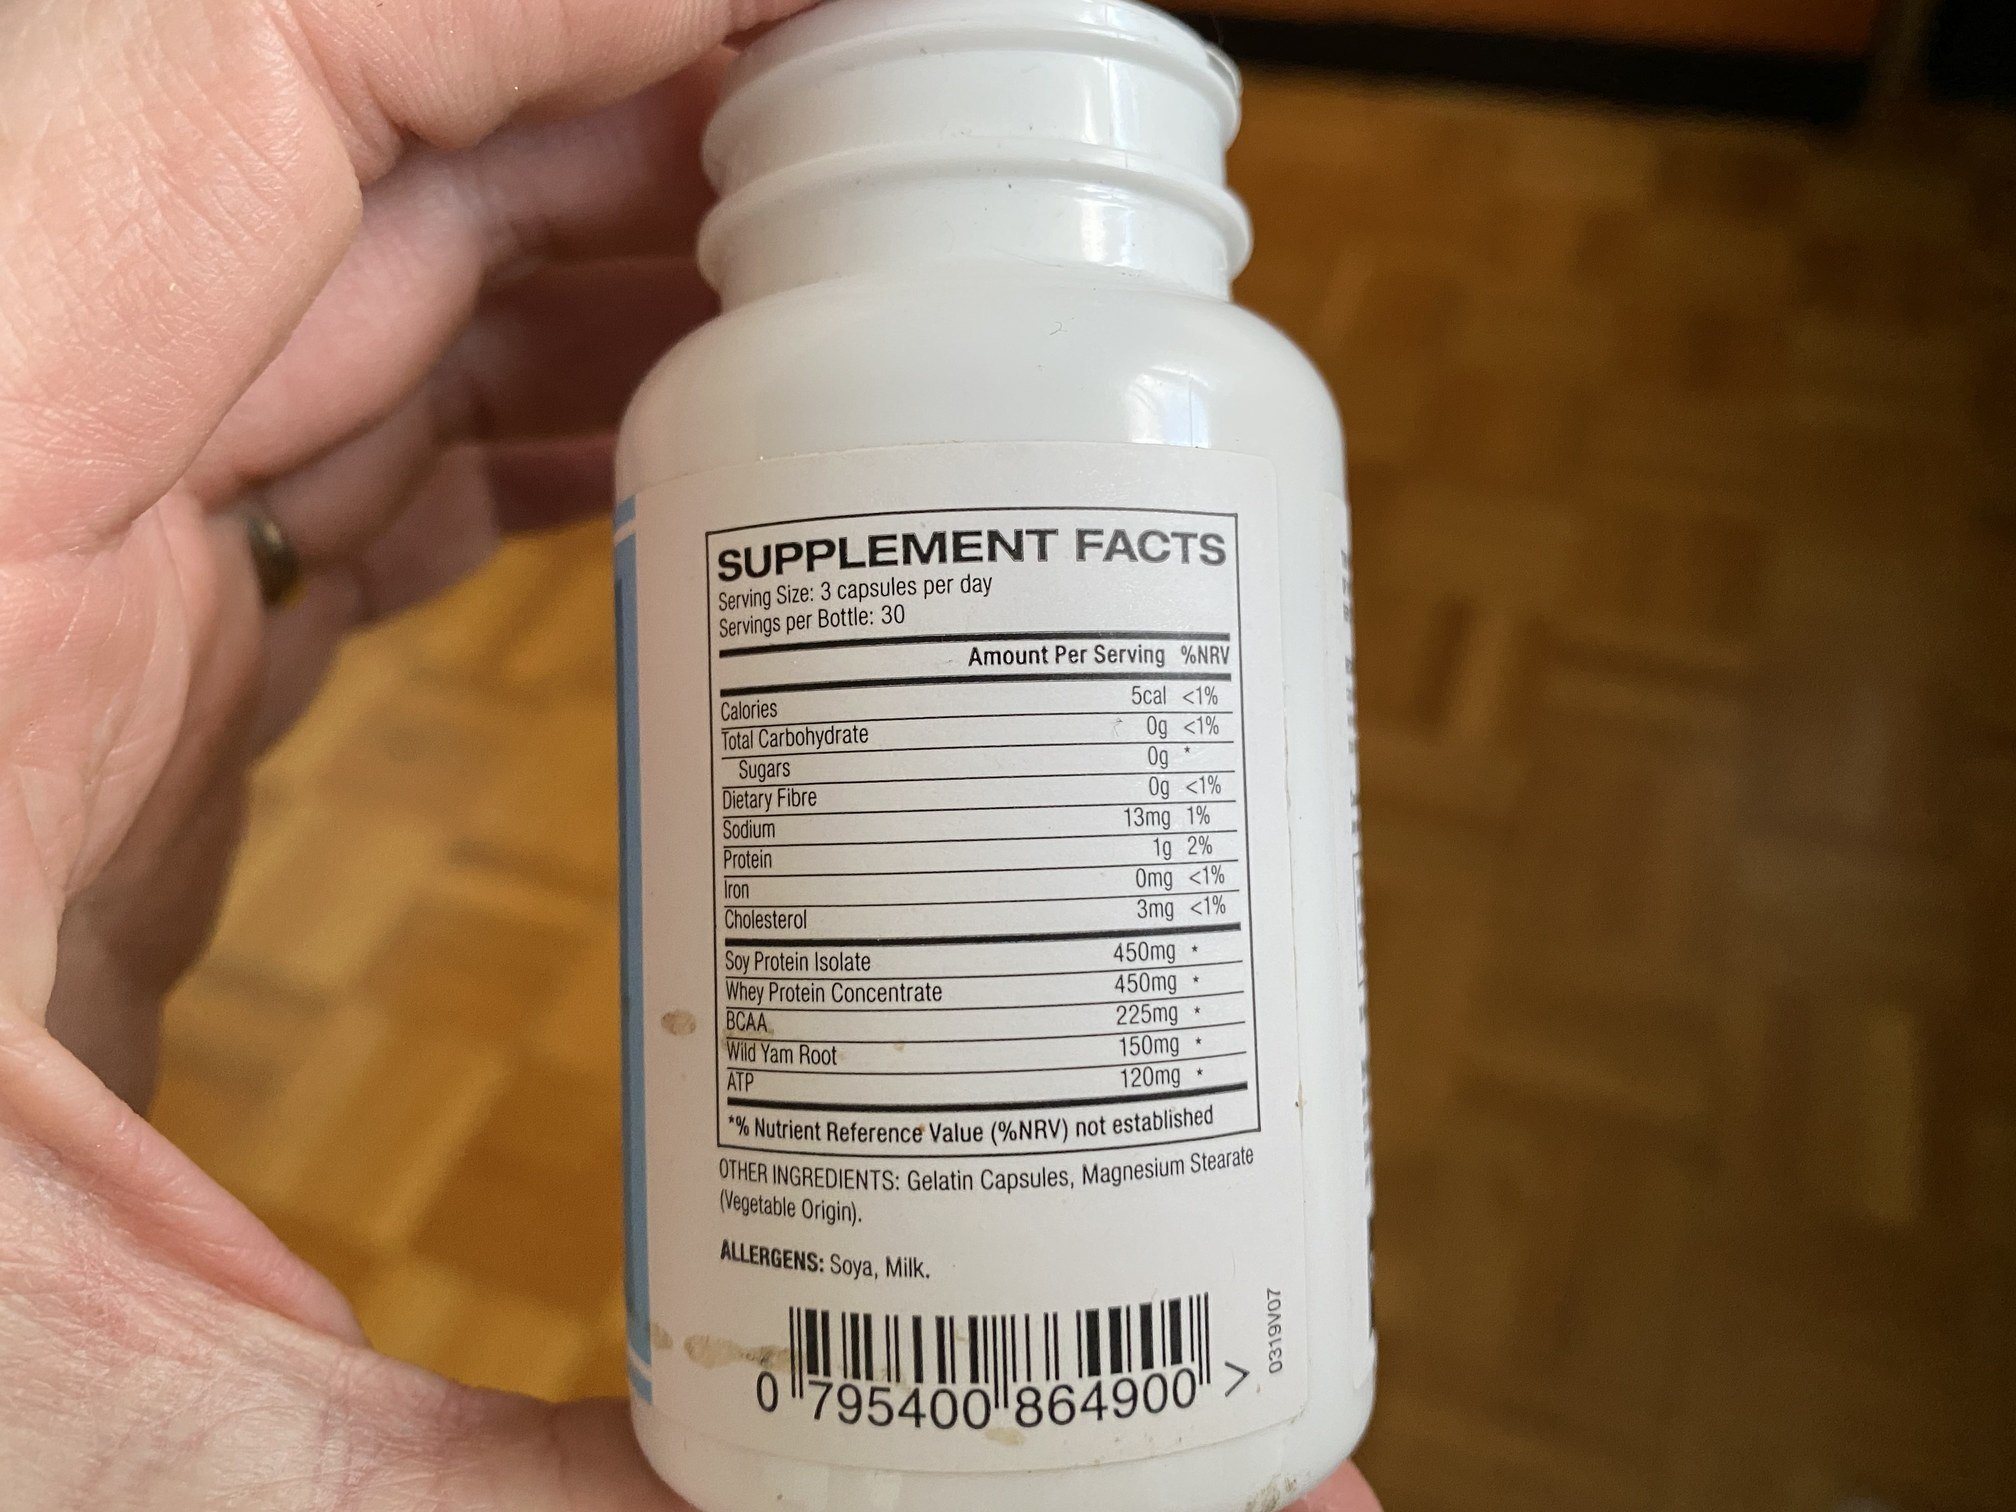 SUPPLEMENT FACTS
Serving Size: 3 capsules per day
Servings per Bottle: 30
Amount Per Serving %NRV
Calories 5cal <1%
Total Carbohydrate 0g <1%
Sugars 0g *
Dietary Fibre 0g <1%
Sodium 13mg 1%
Protein 1g 2%
Iron 0mg <1%
Cholesterol 3mg <1%
Soy Protein Isolate 450mg *
Whey Protein Concentrate 450mg *
BCAA 225mg *
Wild Yam Root 150mg *
ATP 120mg *
*% Nutrient Reference Value (%NRV) not established
OTHER INGREDIENTS: Gelatin Capsules, Magnesium Stearate
(Vegetable Origin).
ALLERGENS: Soya, Milk.
0 795400 864900 >
0319V07